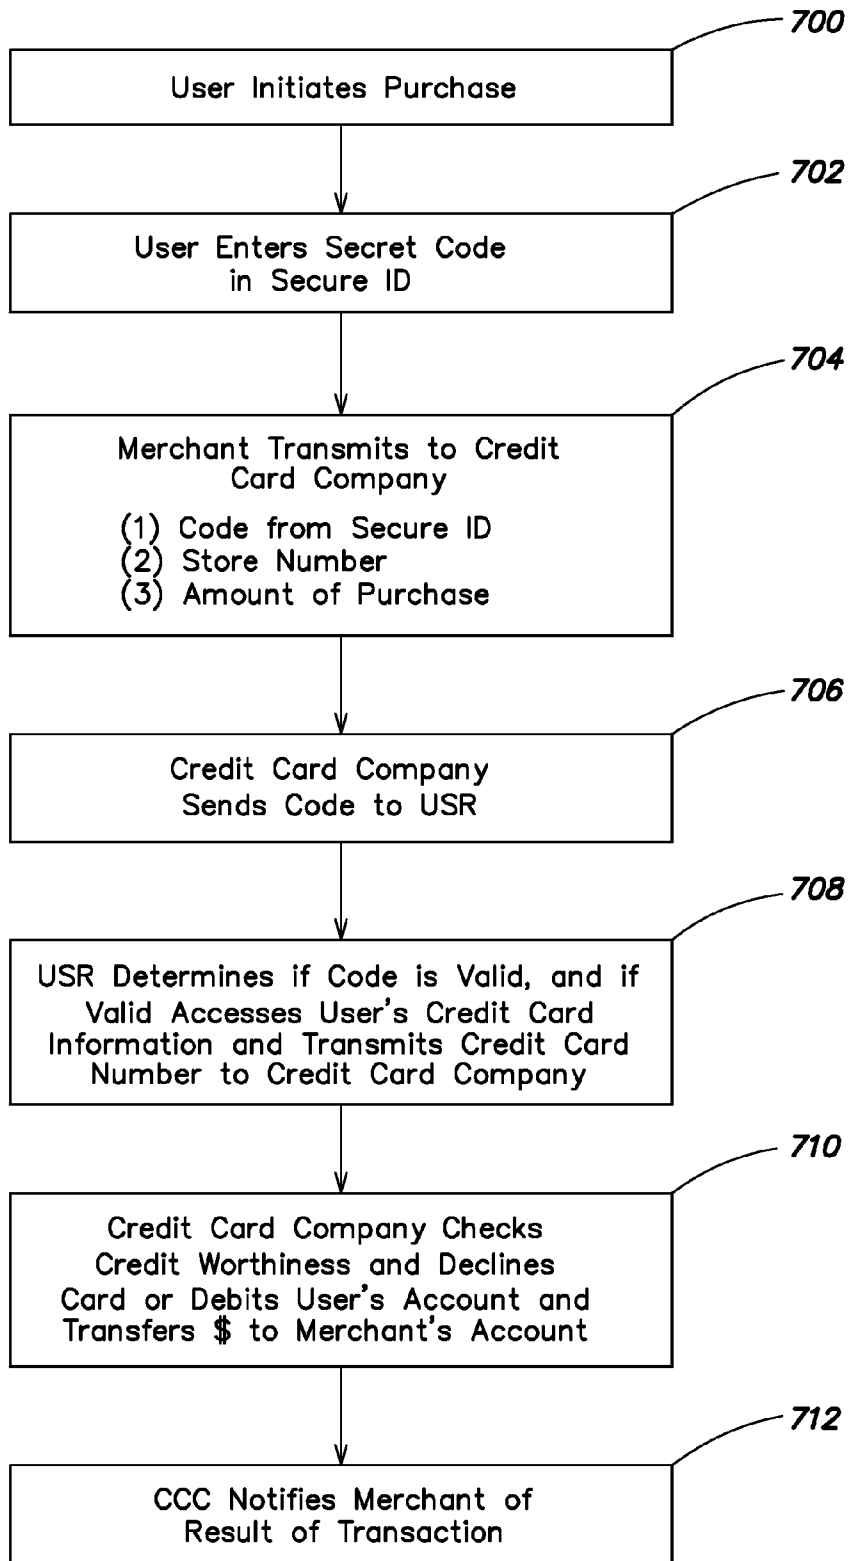 700
User Initiates Purchase
702
User Enters Secret Code
in Secure ID
704
Merchant Transmits to Credit
Card Company
(1) Code from Secure ID
(2) Store Number
(3) Amount of Purchase
706
Credit Card Company
Sends Code to USR
708
USR Determines if Code is Valid, and if
Valid Accesses User's Credit Card
Information and Transmits Credit Card
Number to Credit Card Company
710
Credit Card Company Checks
Credit Worthiness and Declines
Card or Debits User's Account and
Transfers $ to Merchant's Account
712
CCC Notifies Merchant of
Result of Transaction